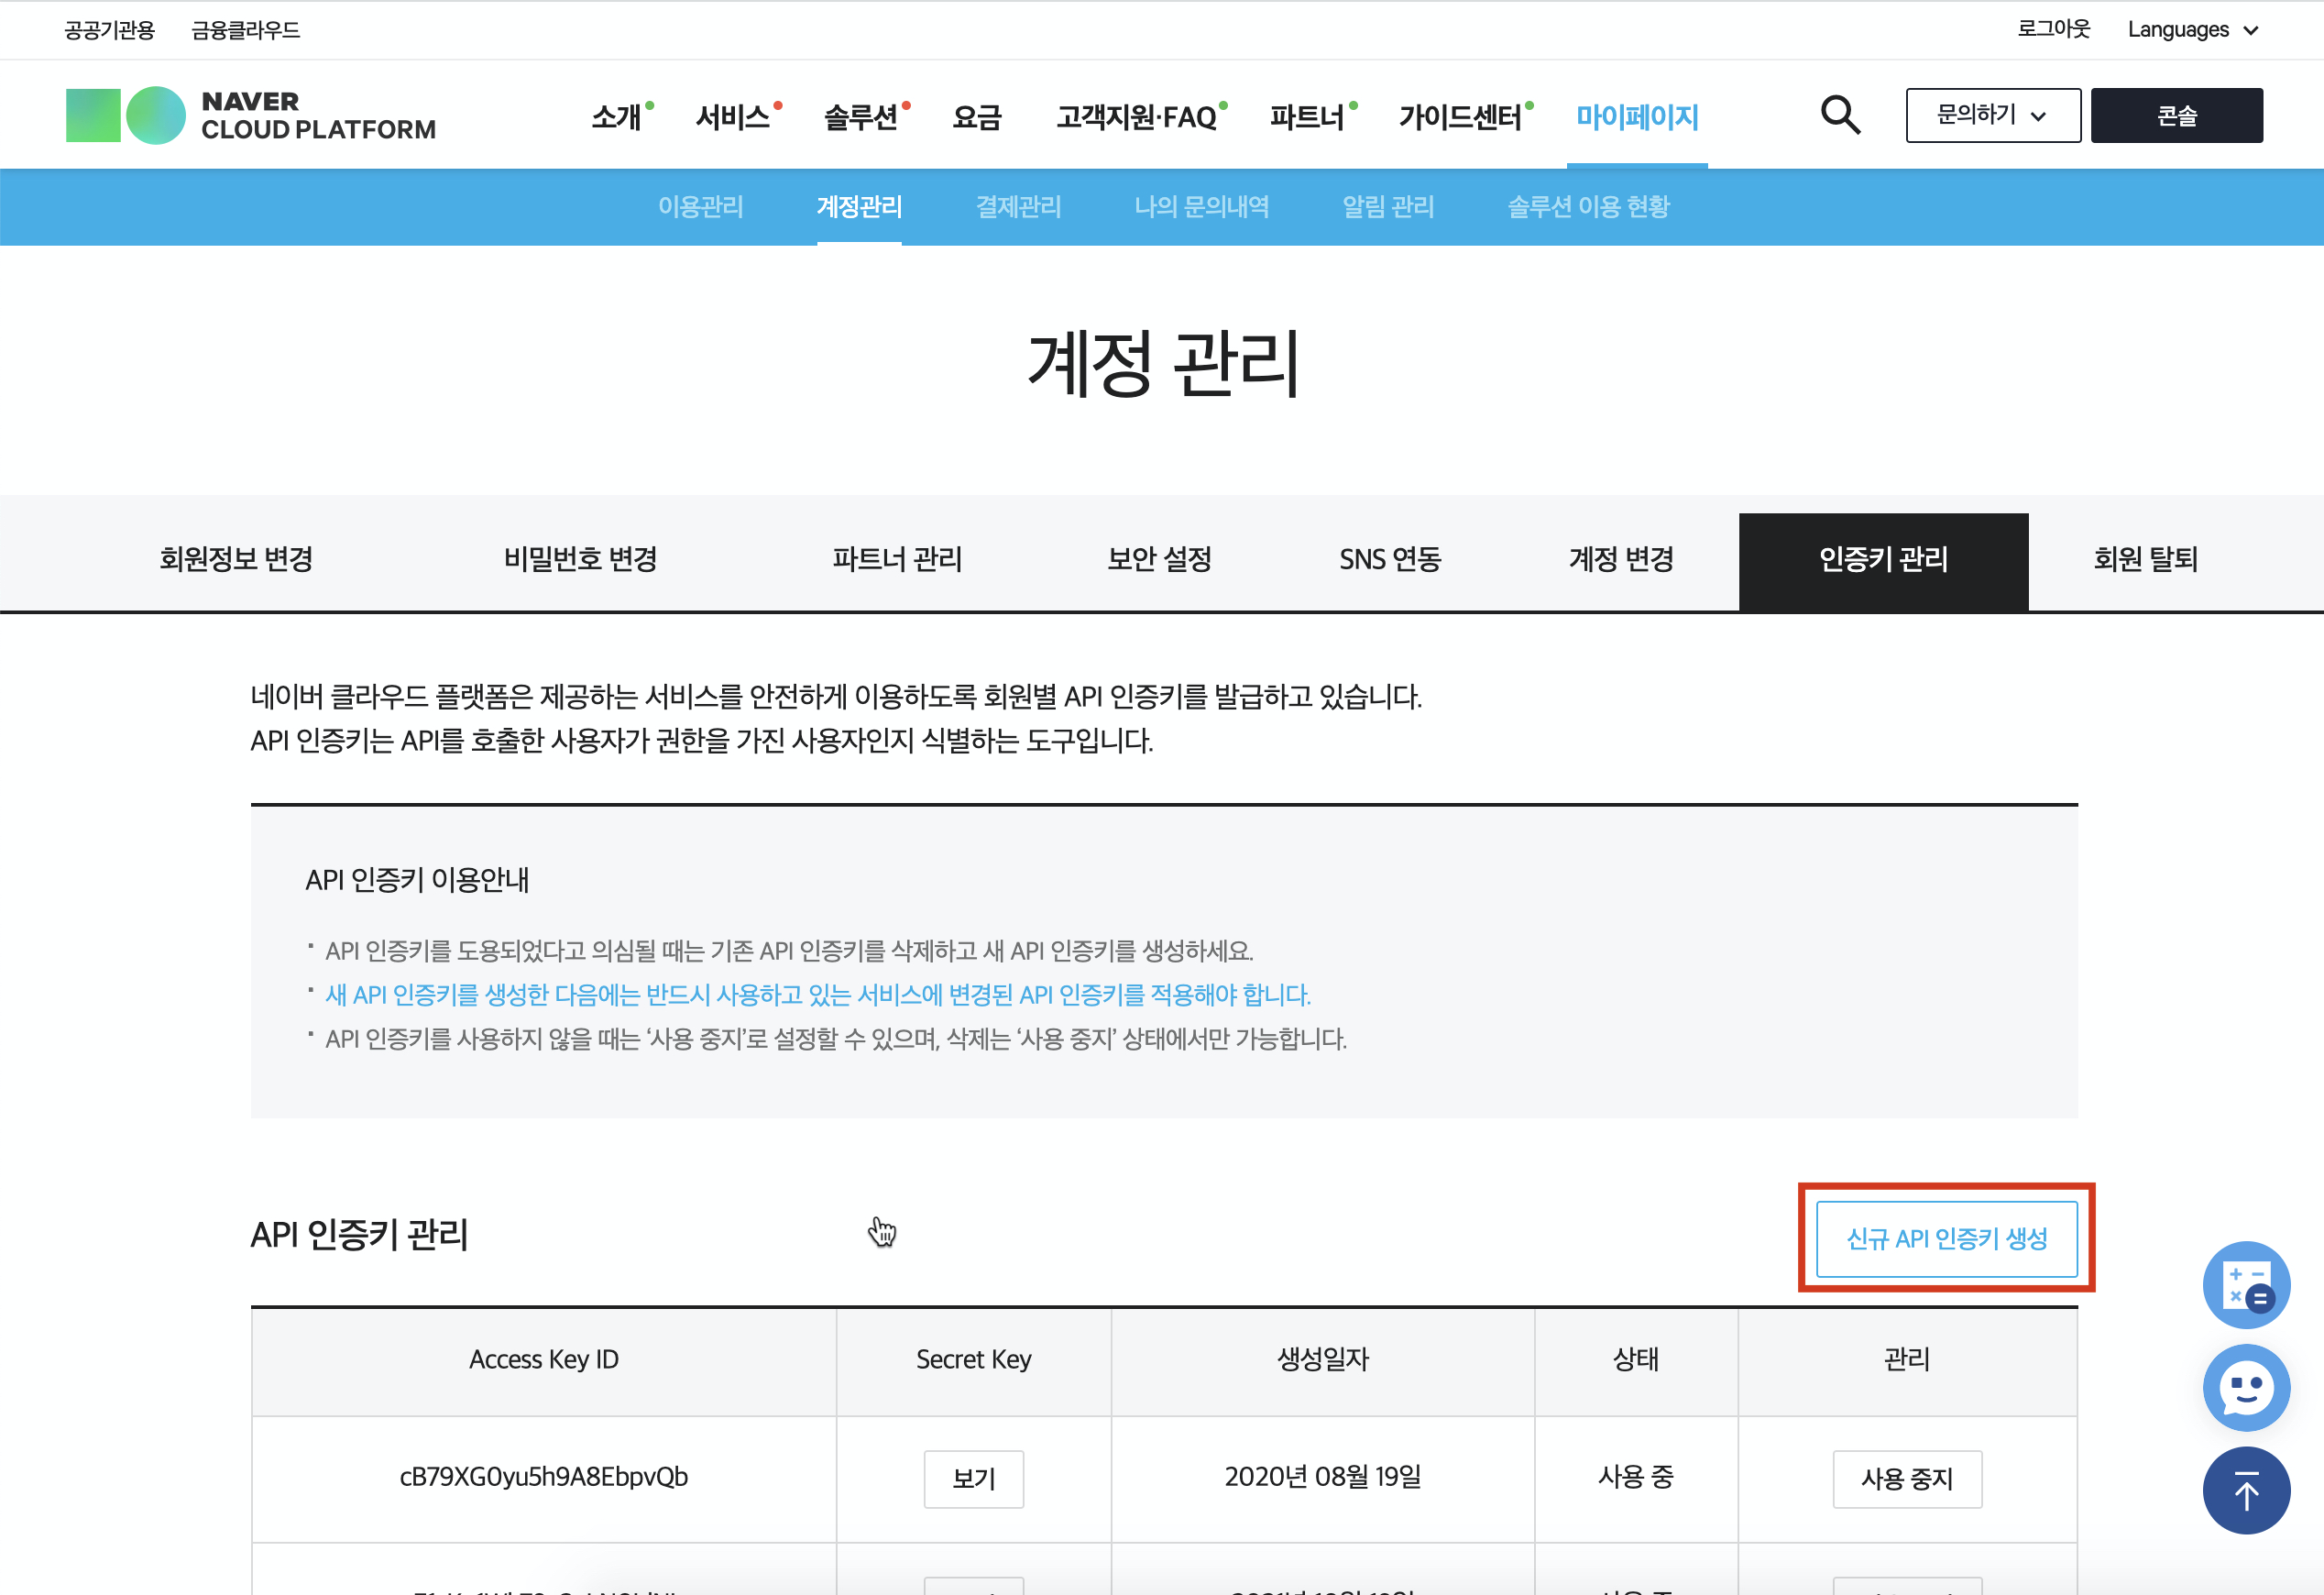 공공기관용 금융클라우드 로그아웃 Languages
NAVER
CLOUD PLATFORM
소개 서비스 솔루션 요금 고객지원·FAQ 파트너 가이드센터 마이페이지 문의하기 콘솔
이용관리 계정관리 결제관리 나의 문의내역 알림 관리 솔루션 이용 현황
계정 관리
회원정보 변경 비밀번호 변경 파트너 관리 보안 설정 SNS 연동 계정 변경 인증키 관리 회원 탈퇴
네이버 클라우드 플랫폼은 제공하는 서비스를 안전하게 이용하도록 회원별 API 인증키를 발급하고 있습니다.
API 인증키는 API를 호출한 사용자가 권한을 가진 사용자인지 식별하는 도구입니다.
API 인증키 이용안내
· API 인증키를 도용되었다고 의심될 때는 기존 API 인증키를 삭제하고 새 API 인증키를 생성하세요.
· 새 API 인증키를 생성한 다음에는 반드시 사용하고 있는 서비스에 변경된 API 인증키를 적용해야 합니다.
· API 인증키를 사용하지 않을 때는 ‘사용 중지’로 설정할 수 있으며, 삭제는 ‘사용 중지’ 상태에서만 가능합니다.
API 인증키 관리 신규 API 인증키 생성
Access Key ID Secret Key 생성일자 상태 관리
cB79XG0yu5h9A8EbpvQb 보기 2020년 08월 19일 사용 중 사용 중지